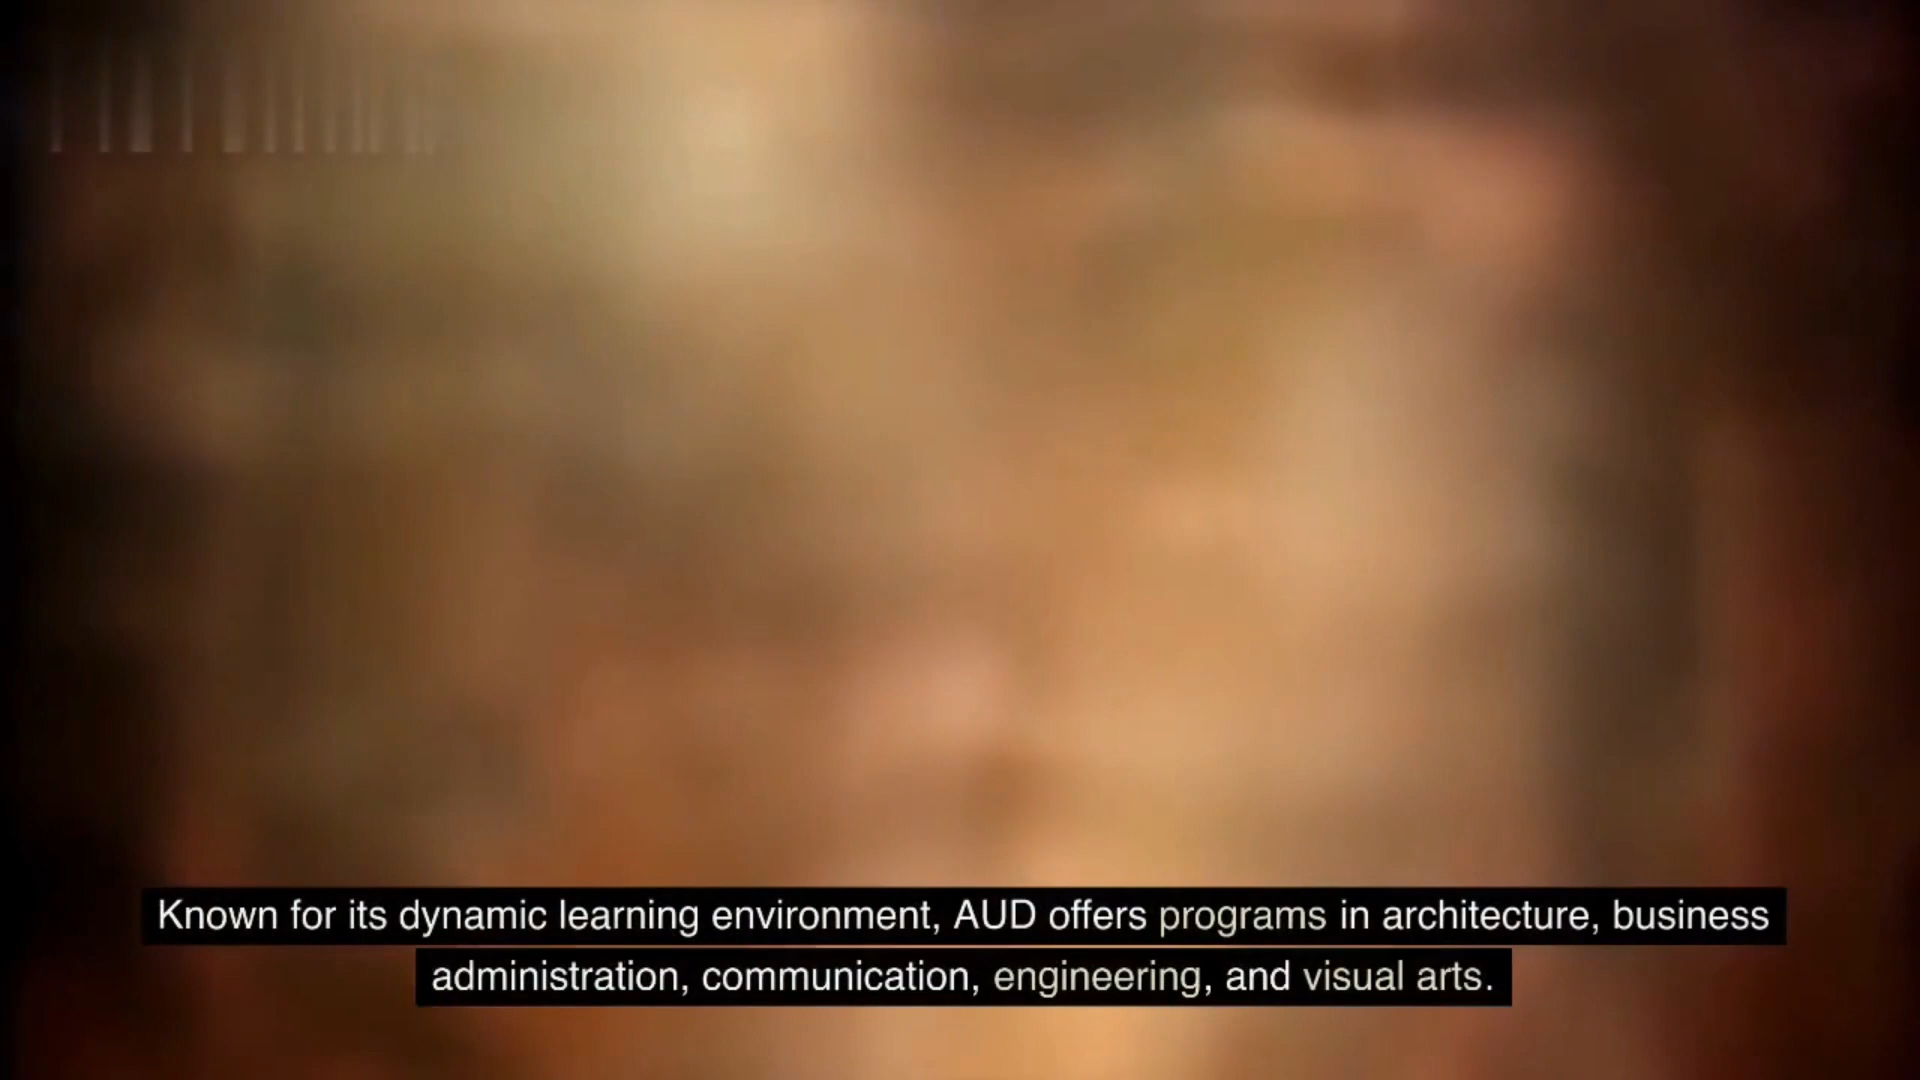 Known for its dynamic learning environment, AUD offers programs in architecture, business
administration, communication, engineering, and visual arts.